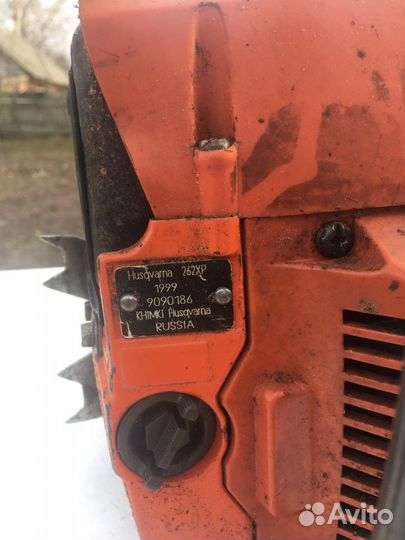 Husqvarna 262XP
1999
9090186
KHIMKI Husqvarna
RUSSIA
Avito